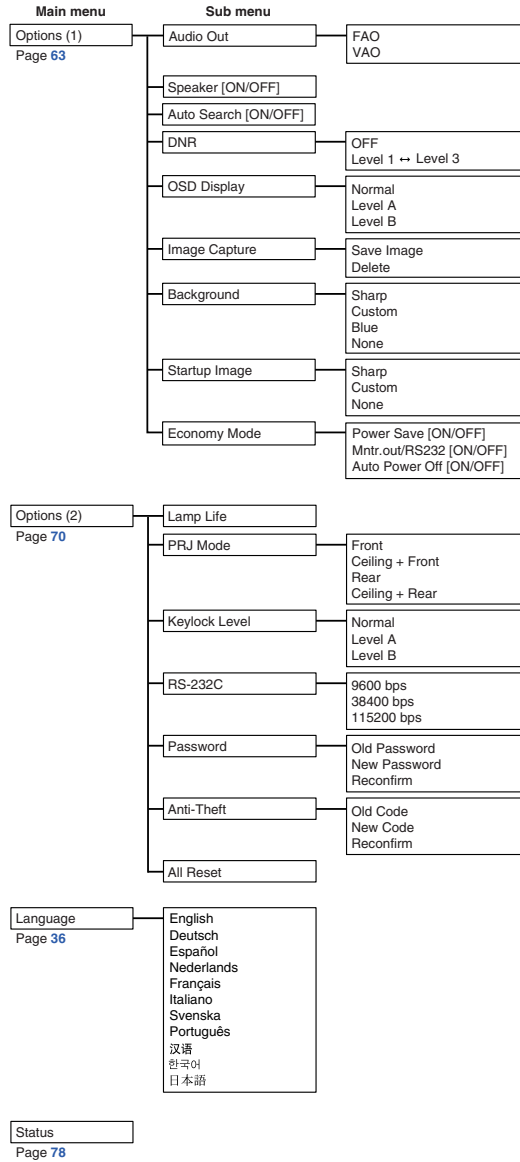 Main menu
Sub menu
Options (1)
Page 63
Audio Out
FAO
VAO
Speaker [ON/OFF]
Auto Search [ON/OFF]
DNR
OFF
Level 1 ↔ Level 3
OSD Display
Normal
Level A
Level B
Image Capture
Save Image
Delete
Background
Sharp
Custom
Blue
None
Startup Image
Sharp
Custom
None
Economy Mode
Power Save [ON/OFF]
Mntr.out/RS232 [ON/OFF]
Auto Power Off [ON/OFF]
Options (2)
Page 70
Lamp Life
PRJ Mode
Front
Ceiling + Front
Rear
Ceiling + Rear
Keylock Level
Normal
Level A
Level B
RS-232C
9600 bps
38400 bps
115200 bps
Password
Old Password
New Password
Reconfirm
Anti-Theft
Old Code
New Code
Reconfirm
All Reset
Language
Page 36
English
Deutsch
Español
Nederlands
Français
Italiano
Svenska
Português
汉语
한국어
日本語
Status
Page 78